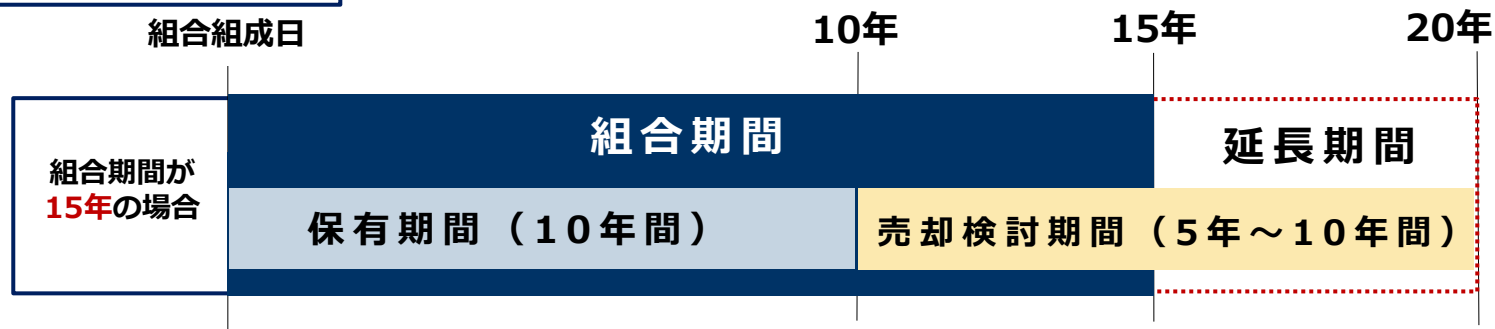 組合組成日
10年
15年
20年
組合期間が
15年の場合
組合期間
延長期間
保有期間（10年間）
売却検討期間（5年～10年間）